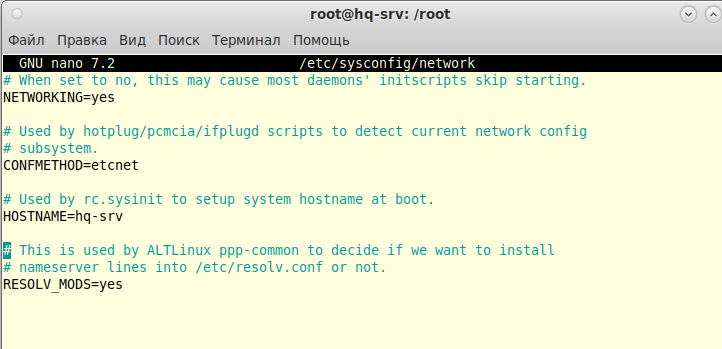 root@hq-srv: /root
Файл Правка Вид Поиск Терминал Помощь
GNU nano 7.2 /etc/sysconfig/network
# When set to no, this may cause most daemons' initscripts skip starting.
NETWORKING=yes
# Used by hotplug/pcmcia/ifplugd scripts to detect current network config
# subsystem.
CONFMETHOD=etcnet
# Used by rc.sysinit to setup system hostname at boot.
HOSTNAME=hq-srv
# This is used by ALTLinux ppp-common to decide if we want to install
# nameserver lines into /etc/resolv.conf or not.
RESOLV_MODS=yes